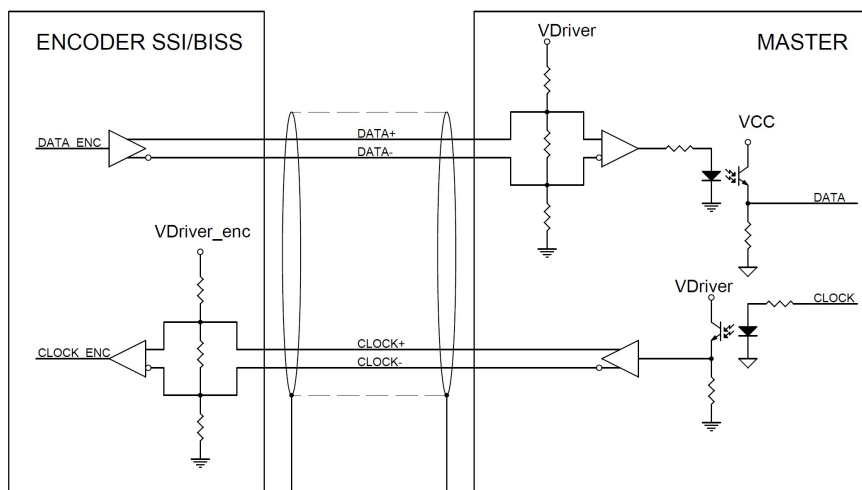 ENCODER SSI/BISS
VDriver
MASTER
DATA_ENC
DATA+
DATA-
VCC
DATA
VDriver_enc
VDriver
CLOCK
CLOCK_ENC
CLOCK+
CLOCK-